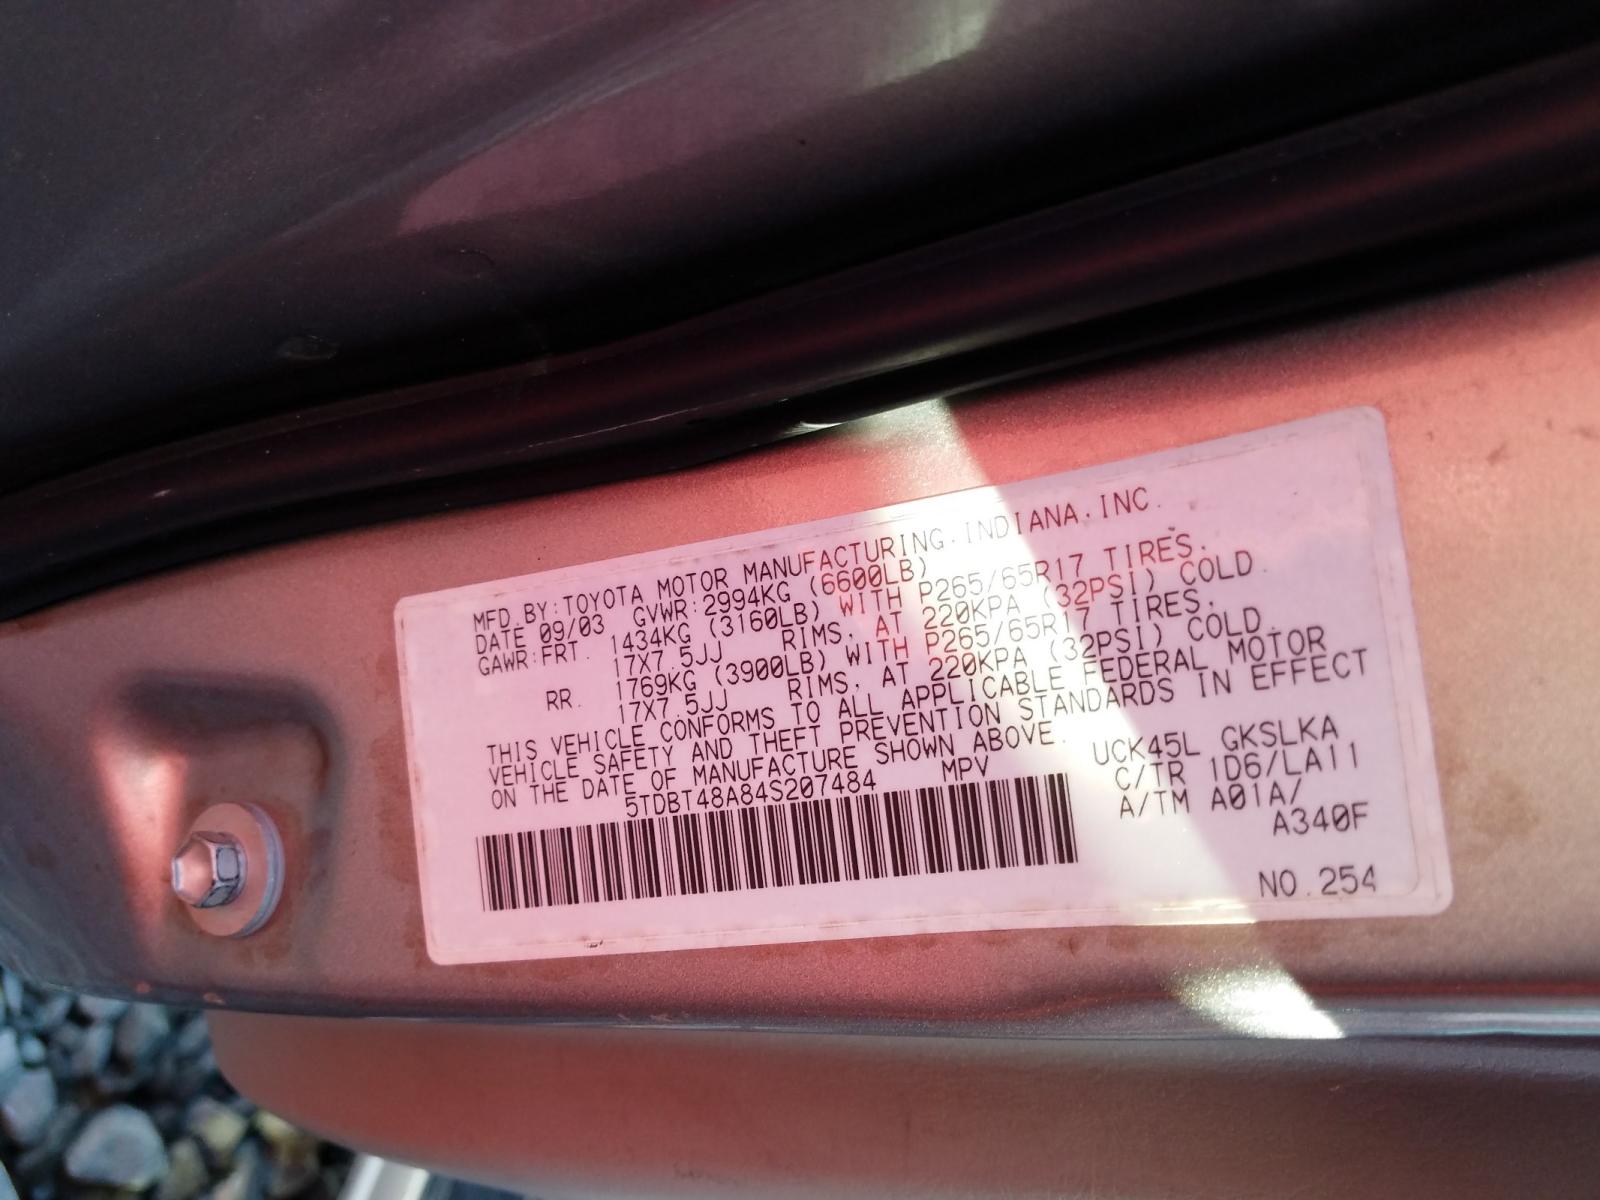 MFD.BY:TOYOTA MOTOR MANUFACTURING.INDIANA.INC.
DATE 09/03 GVWR:2994KG (6600LB)
GAWR:FRT. 1434KG (3160LB) WITH P265/65R17 TIRES.
17X7.5JJ RIMS, AT 220KPA (32PSI) COLD.
RR. 1769KG (3900LB) WITH P265/65R17 TIRES.
17X7.5JJ RIMS, AT 220KPA (32PSI) COLD.
THIS VEHICLE CONFORMS TO ALL APPLICABLE FEDERAL MOTOR
VEHICLE SAFETY AND THEFT PREVENTION STANDARDS IN EFFECT
ON THE DATE OF MANUFACTURE SHOWN ABOVE.
5TDBT48A84S207484 MPV
UCK45L GKSLKA
C/TR 1D6/LA11
A/TM A01A/
A340F
NO.254